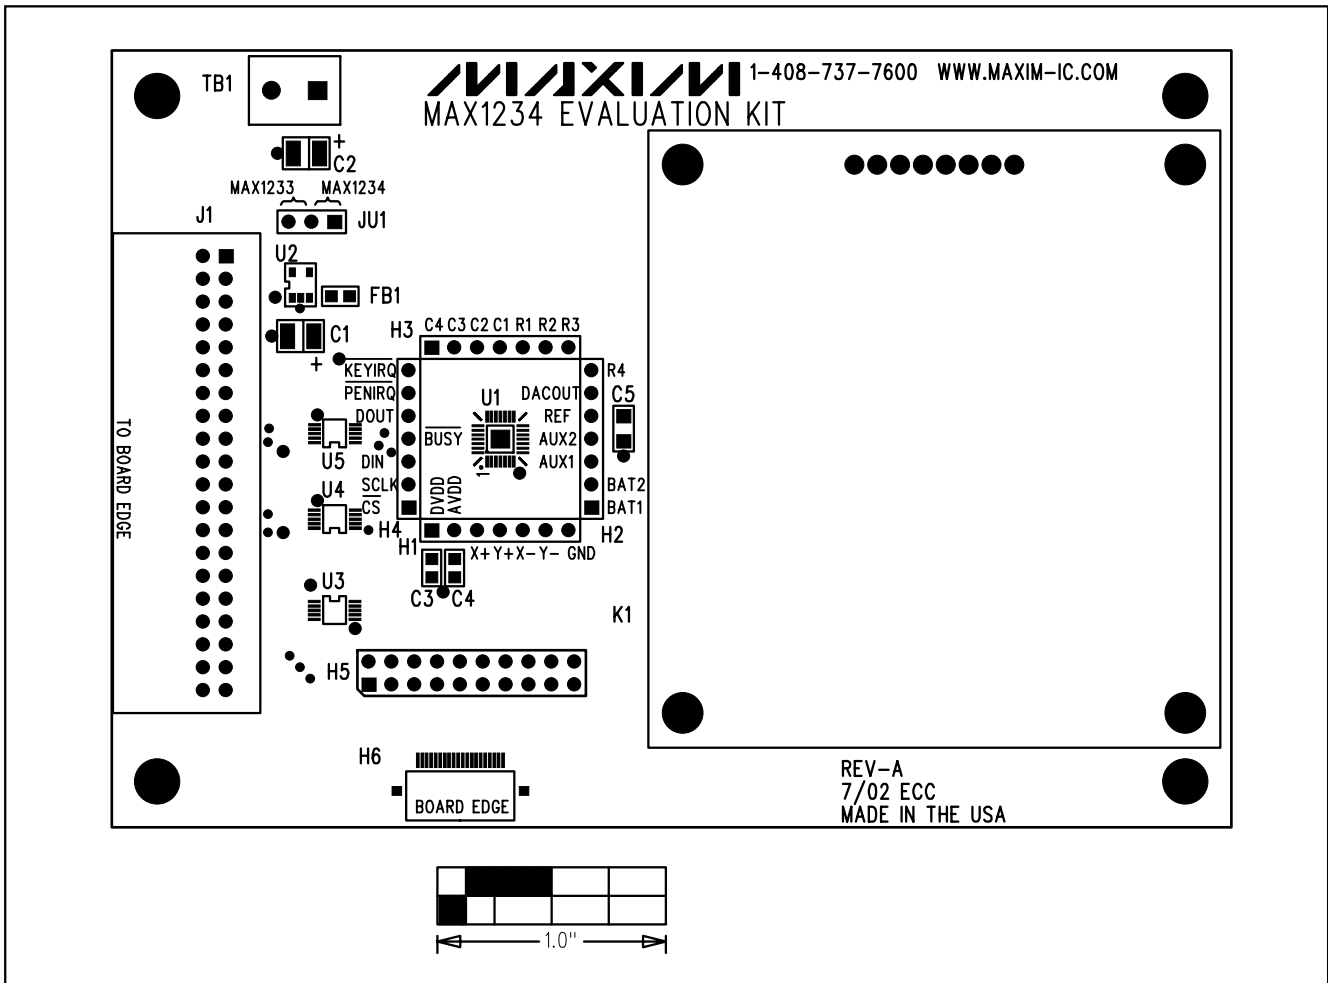 TB1
MAXIM 1-408-737-7600 WWW.MAXIM-IC.COM
MAX1234 EVALUATION KIT
+
C2
MAX1233 MAX1234
J1
JU1
U2
FB1
C1
+
H3
C4 C3 C2 C1 R1 R2 R3
KEYIRQ
PENIRQ
DOUT
BUSY
DIN
SCLK
CS
H4
U1
1
DACOUT
REF
AUX2
AUX1
R4
C5
BAT2
BAT1
H2
DVDD
AVDD
H1
X+ Y+ X- Y- GND
C3 C4
TO BOARD EDGE
U5
U4
U3
K1
H5
H6
BOARD EDGE
REV-A
7/02 ECC
MADE IN THE USA
1.0"